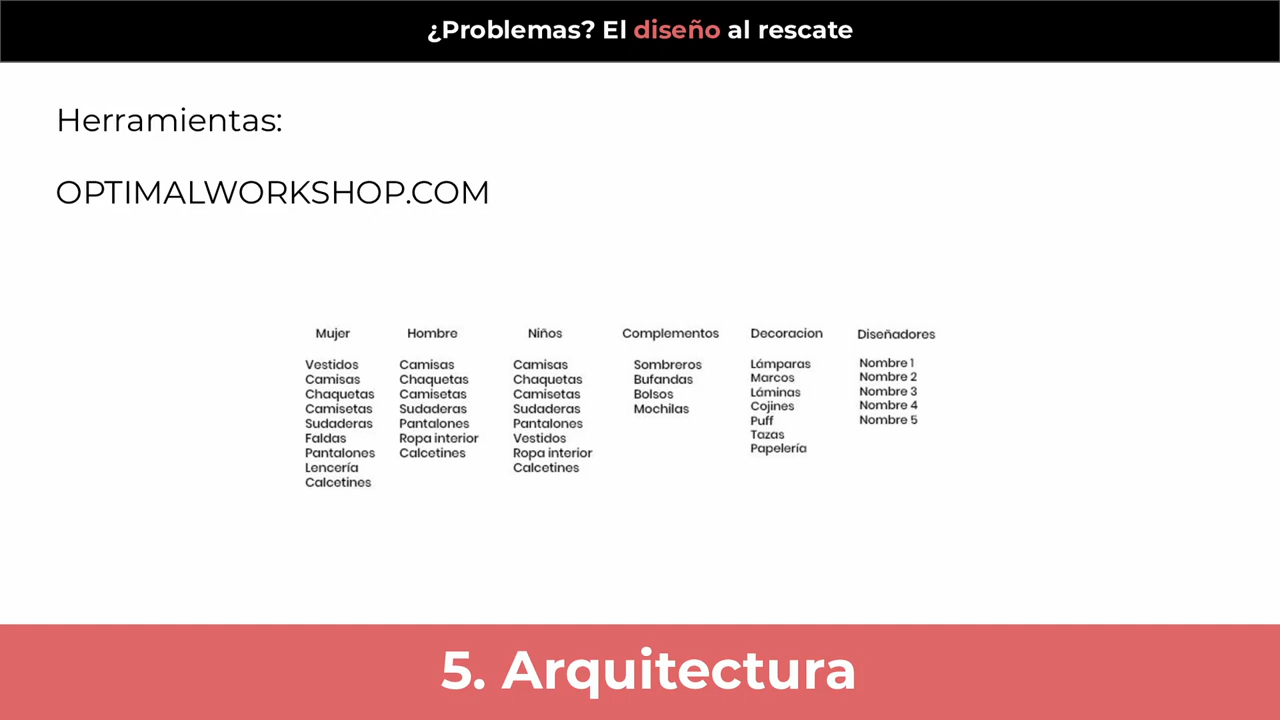 ¿Problemas? El diseño al rescate
Herramientas:
OPTIMALWORKSHOP.COM
Mujer
Vestidos
Camisas
Chaquetas
Camisetas
Sudaderas
Faldas
Pantalones
Lencería
Calcetines
Hombre
Camisas
Chaquetas
Camisetas
Sudaderas
Pantalones
Ropa interior
Calcetines
Niños
Camisas
Chaquetas
Camisetas
Sudaderas
Pantalones
Vestidos
Ropa interior
Calcetines
Complementos
Sombreros
Bufandas
Bolsos
Mochilas
Decoracion
Lámparas
Marcos
Láminas
Cojines
Puff
Tazas
Papelería
Diseñadores
Nombre 1
Nombre 2
Nombre 3
Nombre 4
Nombre 5
5. Arquitectura